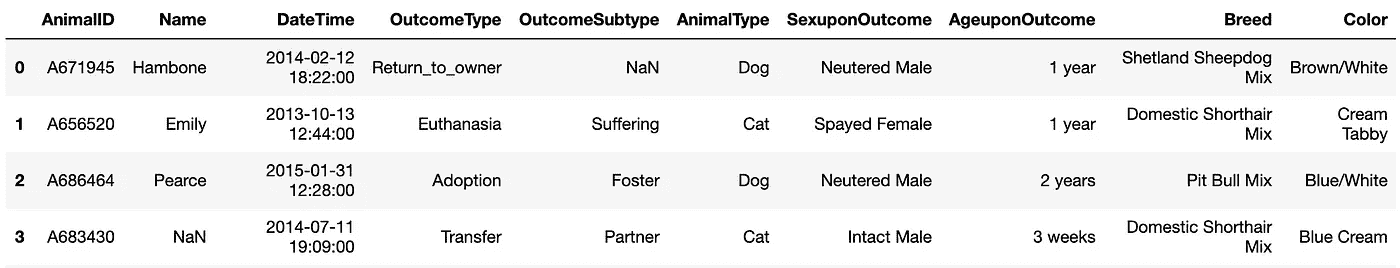 AnimalID Name DateTime OutcomeType OutcomeSubtype AnimalType SexuponOutcome AgeuponOutcome Breed Color
0 A671945 Hambone 2014-02-12 18:22:00 Return_to_owner NaN Dog Neutered Male 1 year Shetland Sheepdog Mix Brown/White
1 A656520 Emily 2013-10-13 12:44:00 Euthanasia Suffering Cat Spayed Female 1 year Domestic Shorthair Mix Cream Tabby
2 A686464 Pearce 2015-01-31 12:28:00 Adoption Foster Dog Neutered Male 2 years Pit Bull Mix Blue/White
3 A683430 NaN 2014-07-11 19:09:00 Transfer Partner Cat Intact Male 3 weeks Domestic Shorthair Mix Blue Cream